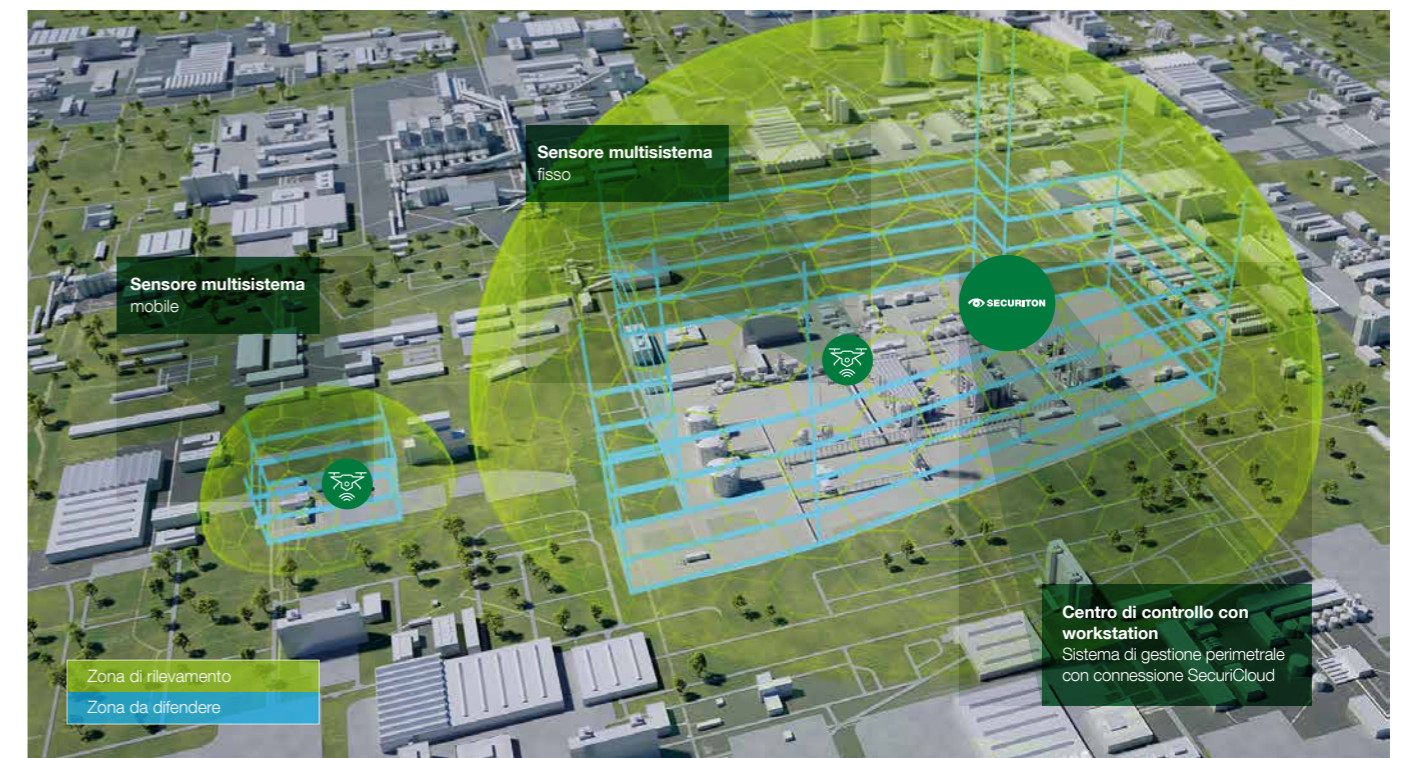 Sensore multisistema
fisso
Sensore multisistema
mobile
SECURITON
Centro di controllo con
workstation
Sistema di gestione perimetrale
con connessione SecuriCloud
Zona di rilevamento
Zona da difendere